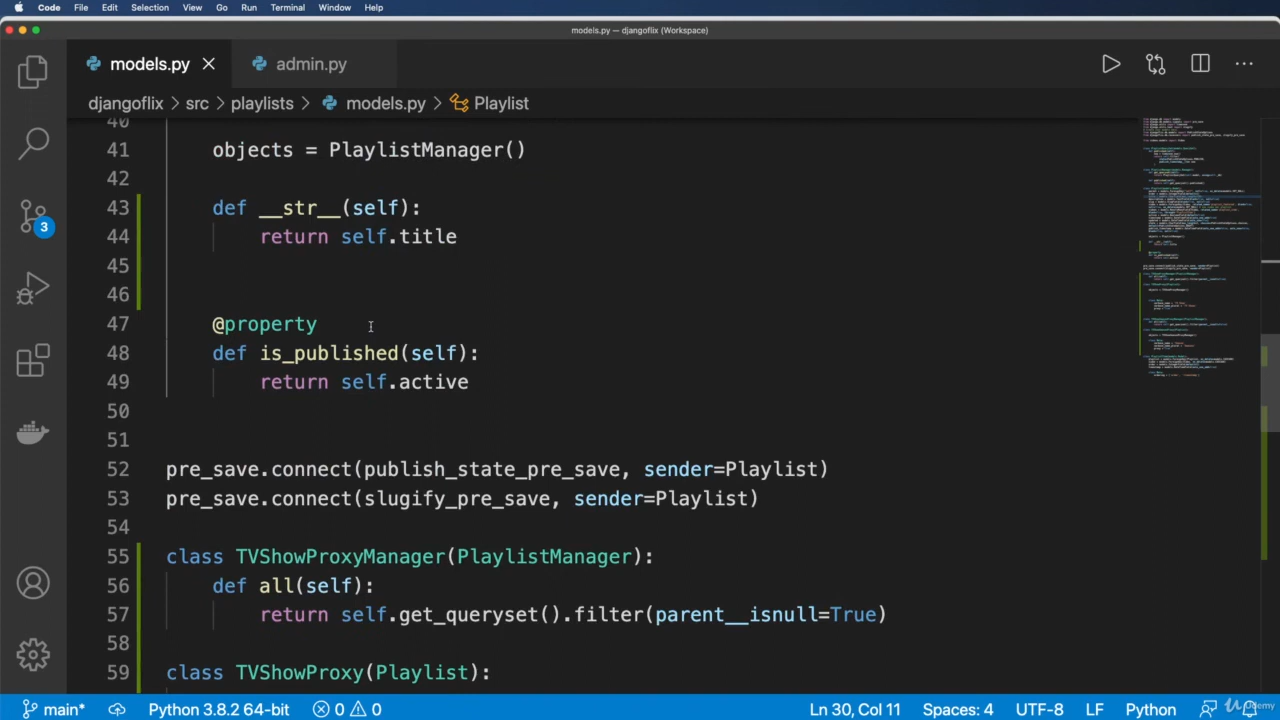 Code File Edit Selection View Go Run Terminal Window Help
models.py — djangoflix (Workspace)
models.py admin.py
djangoflix > src > playlists > models.py > Playlist
40
41 objects = PlaylistManager()
42
43 def __str__(self):
44 return self.title
45
46
47 @property
48 def is_published(self):
49 return self.active
50
51
52 pre_save.connect(publish_state_pre_save, sender=Playlist)
53 pre_save.connect(slugify_pre_save, sender=Playlist)
54
55 class TVShowProxyManager(PlaylistManager):
56 def all(self):
57 return self.get_queryset().filter(parent__isnull=True)
58
59 class TVShowProxy(Playlist):
3
main* Python 3.8.2 64-bit 0 0 Ln 30, Col 11 Spaces: 4 UTF-8 LF Python
Udemy